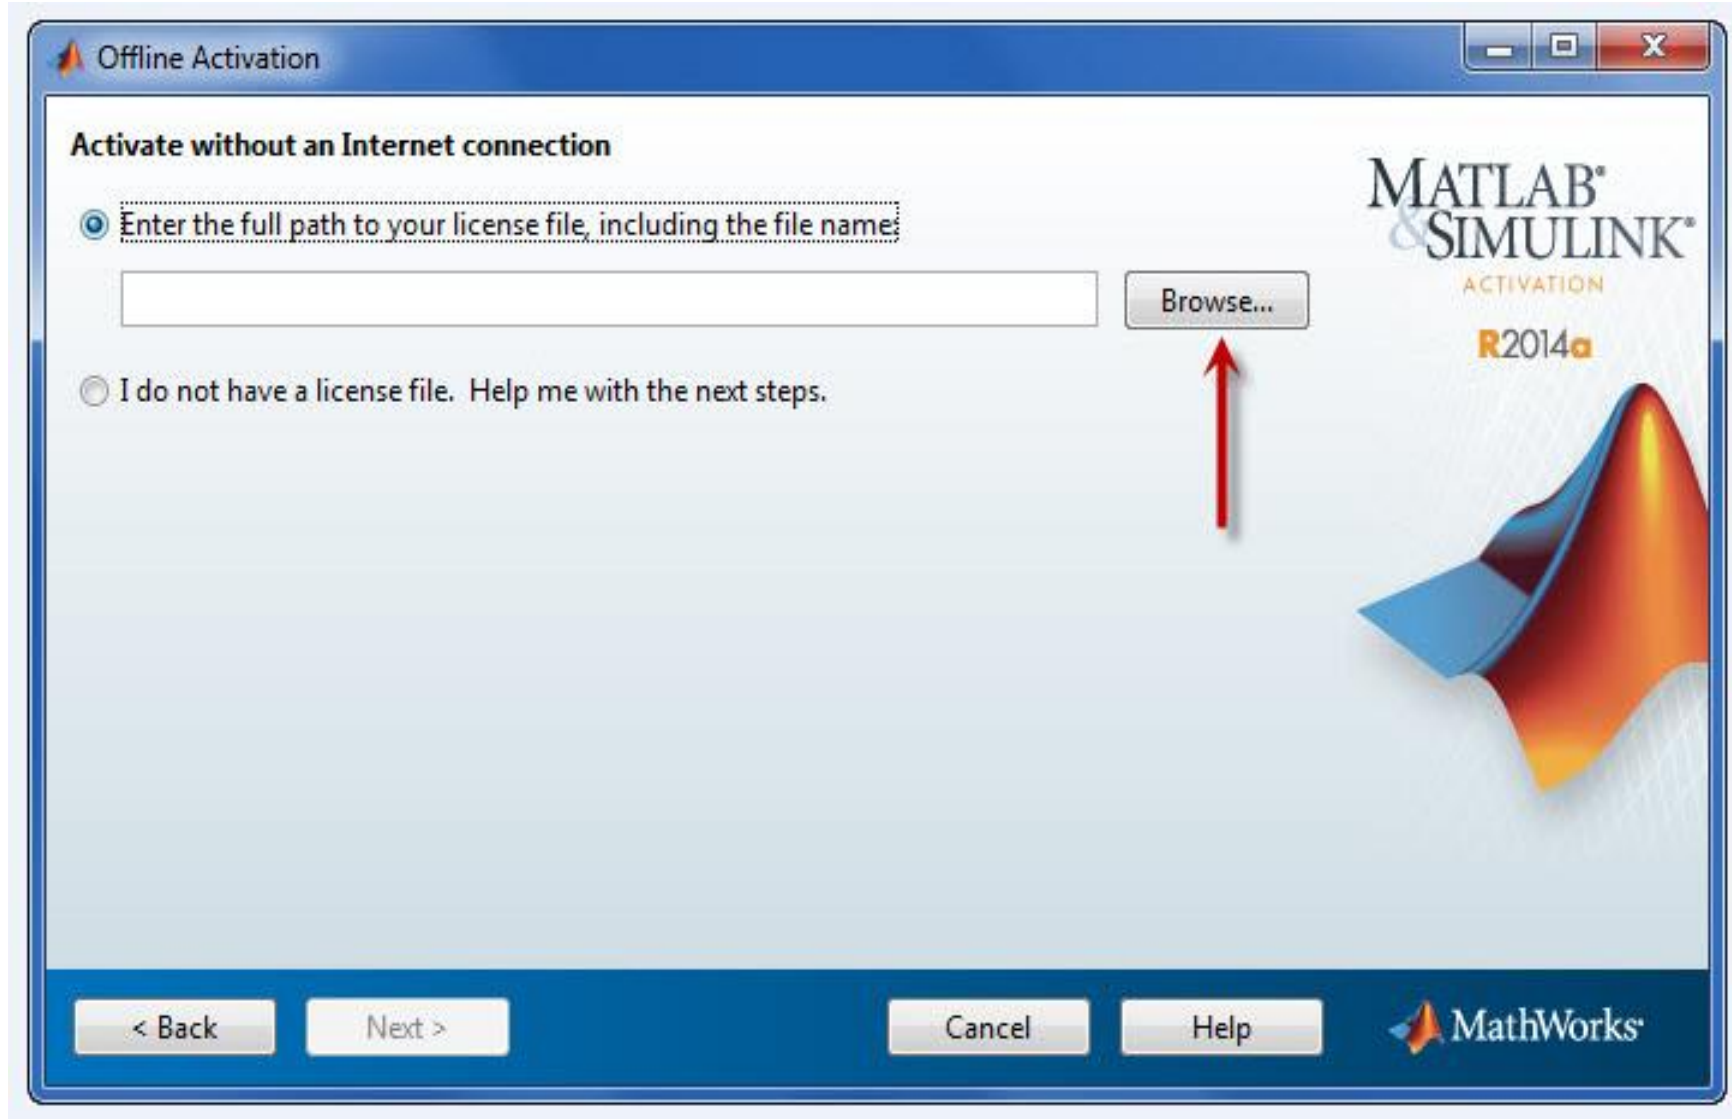 Offline Activation
Activate without an Internet connection
Enter the full path to your license file, including the file name:
Browse...
I do not have a license file.  Help me with the next steps.
MATLAB®
&SIMULINK®
ACTIVATION
R2014a
< Back
Next >
Cancel
Help
MathWorks®